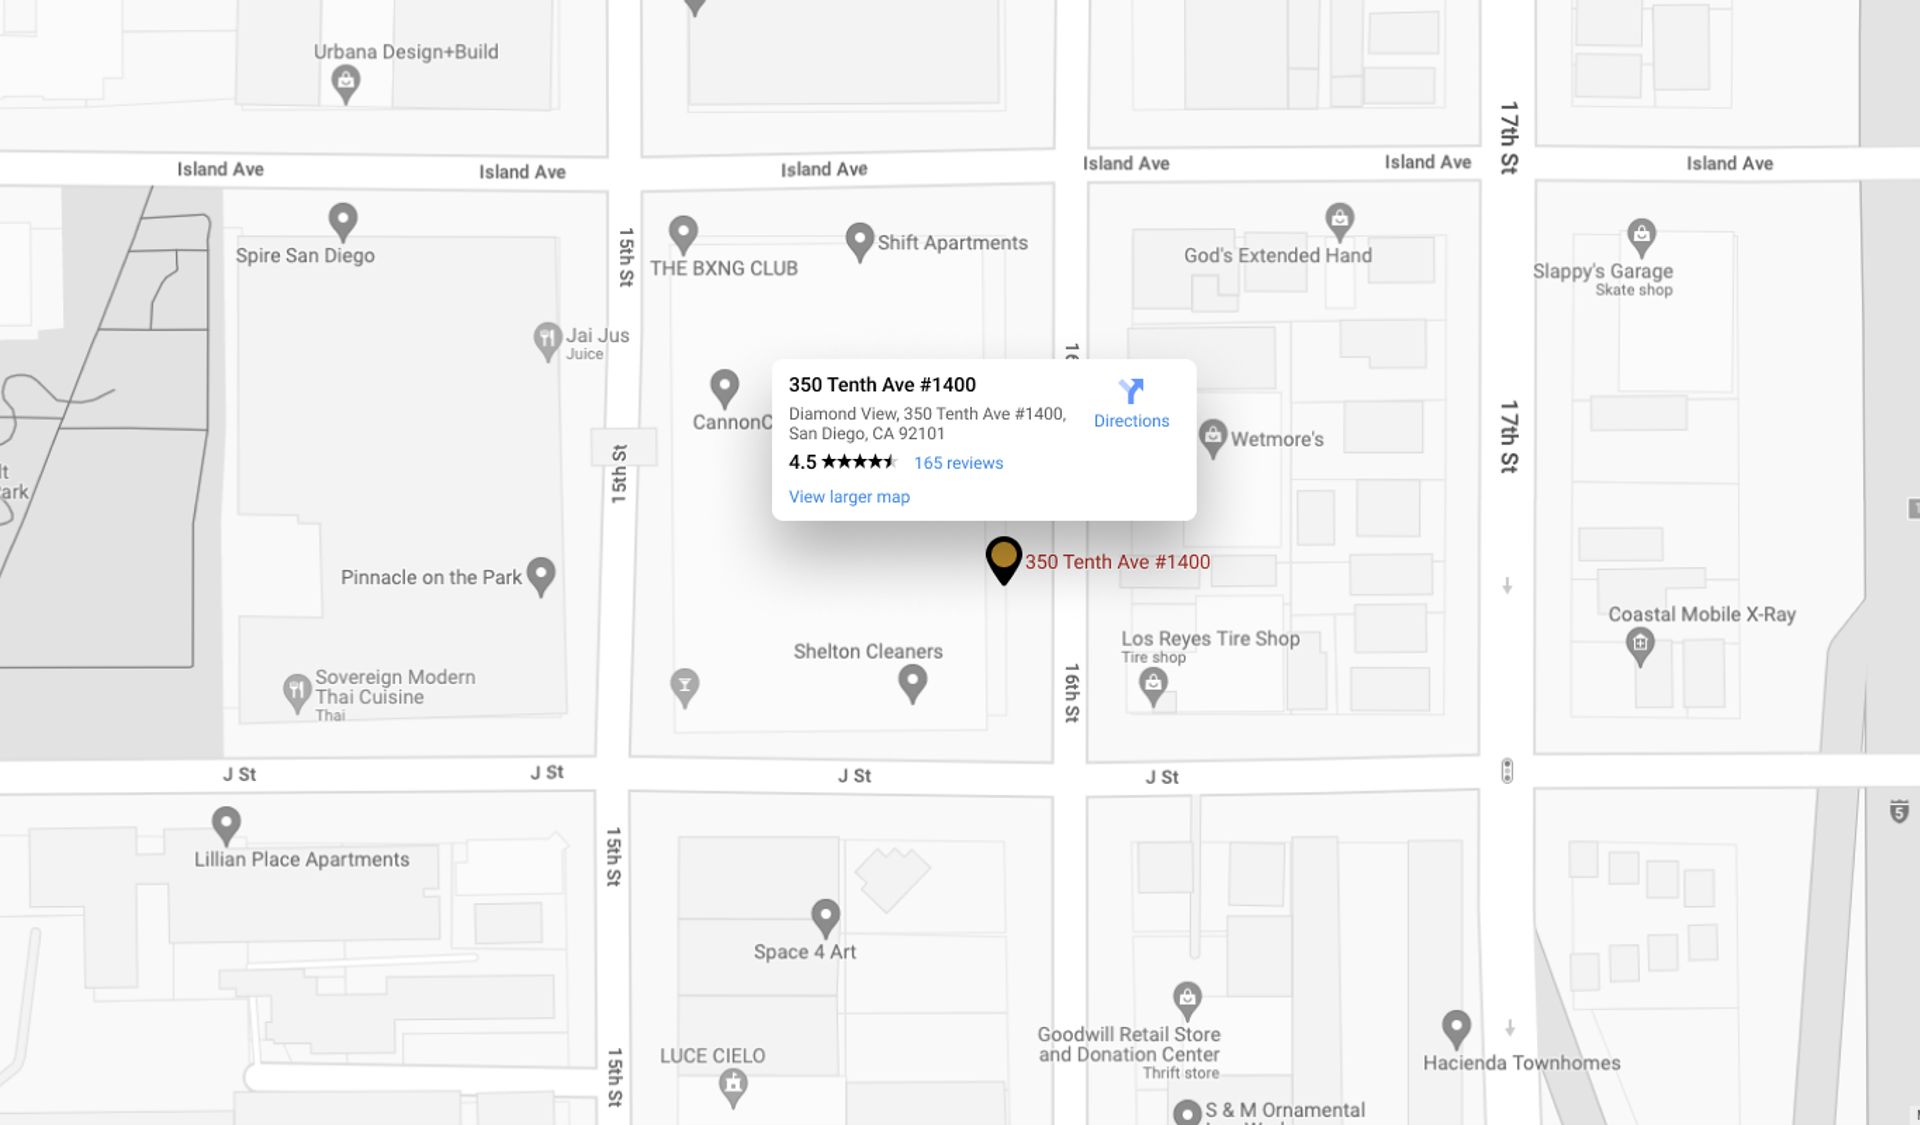 Urbana Design+Build
17th St
Island Ave
Island Ave
Island Ave
Island Ave
Island Ave
Island Ave
Spire San Diego
15th St
THE BXNG CLUB
Shift Apartments
God's Extended Hand
Slappy's Garage
Skate shop
Jai Jus
Juice
16
350 Tenth Ave #1400
Diamond View, 350 Tenth Ave #1400,
San Diego, CA 92101
4.5
165 reviews
View larger map
Directions
CannonC
Wetmore's
17th St
15th St
lt
ark
350 Tenth Ave #1400
Pinnacle on the Park
Coastal Mobile X-Ray
Los Reyes Tire Shop
Tire shop
Shelton Cleaners
16th St
Sovereign Modern
Thai Cuisine
Thai
J St
J St
J St
J St
5
Lillian Place Apartments
15th St
Space 4 Art
Goodwill Retail Store
and Donation Center
Thrift store
LUCE CIELO
15th St
Hacienda Townhomes
S & M Ornamental